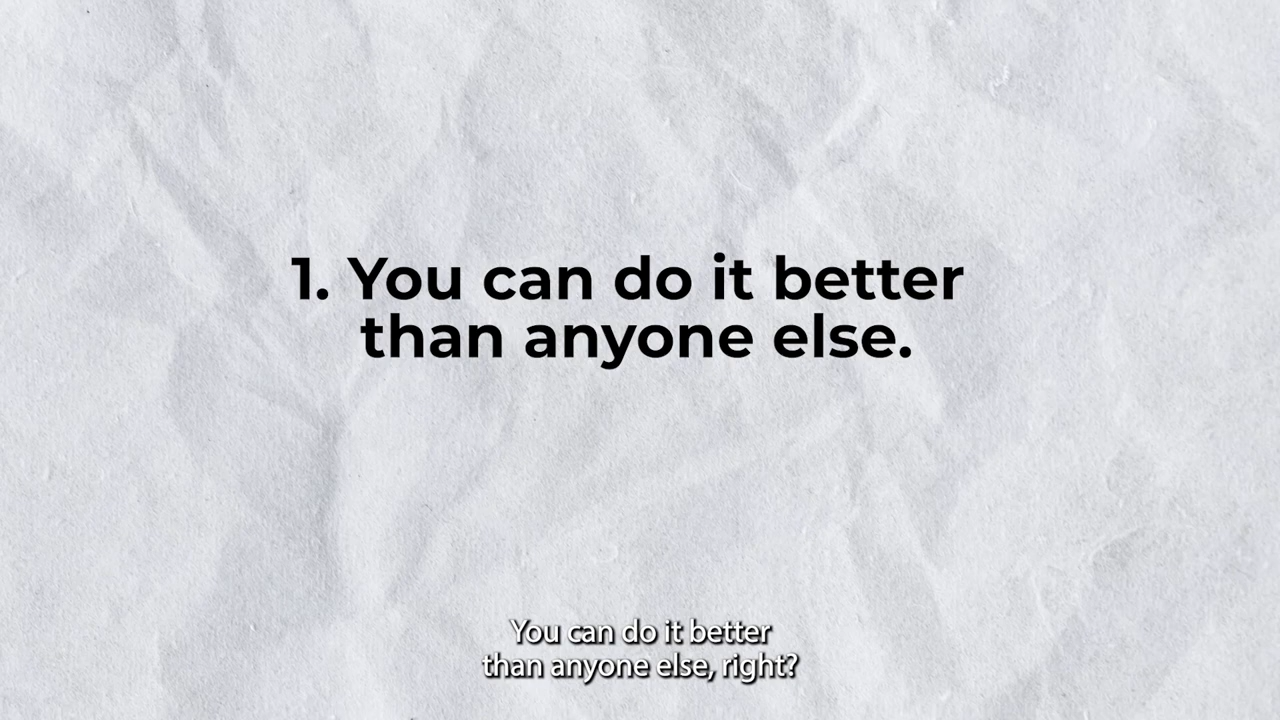 1. You can do it better
than anyone else.
You can do it better
than anyone else, right?